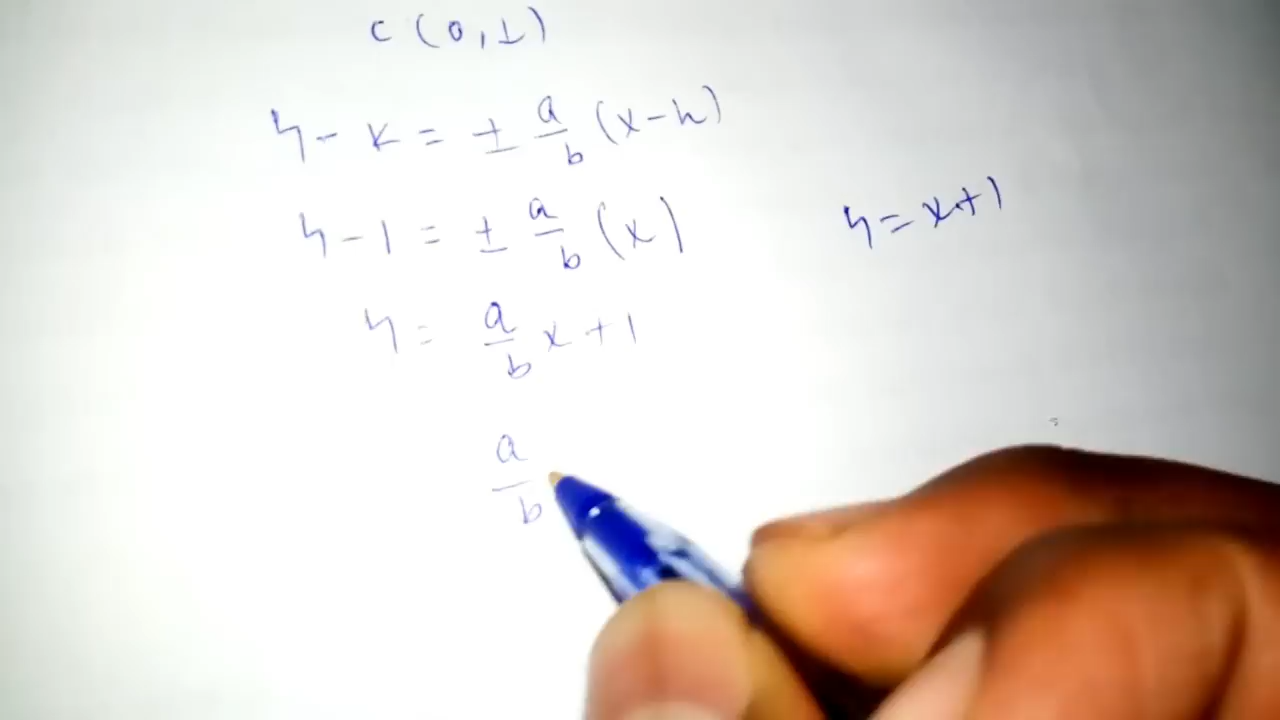 C (0,1)
y - k = ± a/b (x-h)
y - 1 = ± a/b (x)
y = x+1
y = a/b x + 1
a/b